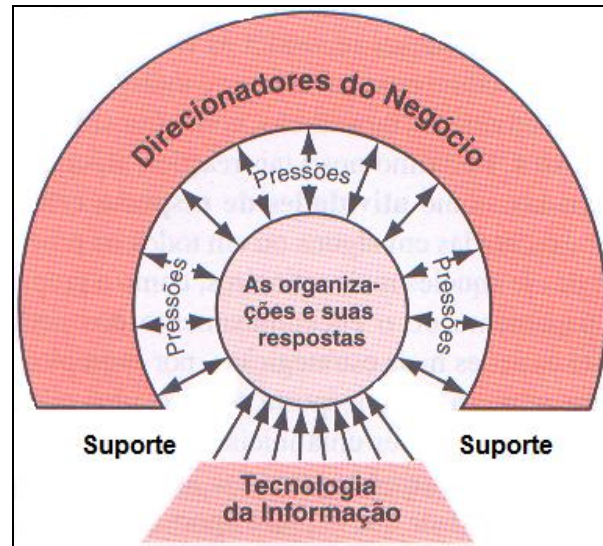 Direcionadores do Negócio
Pressões
Pressões
Pressões
As organiza-
ções e suas
respostas
Suporte
Suporte
Tecnologia
da Informação